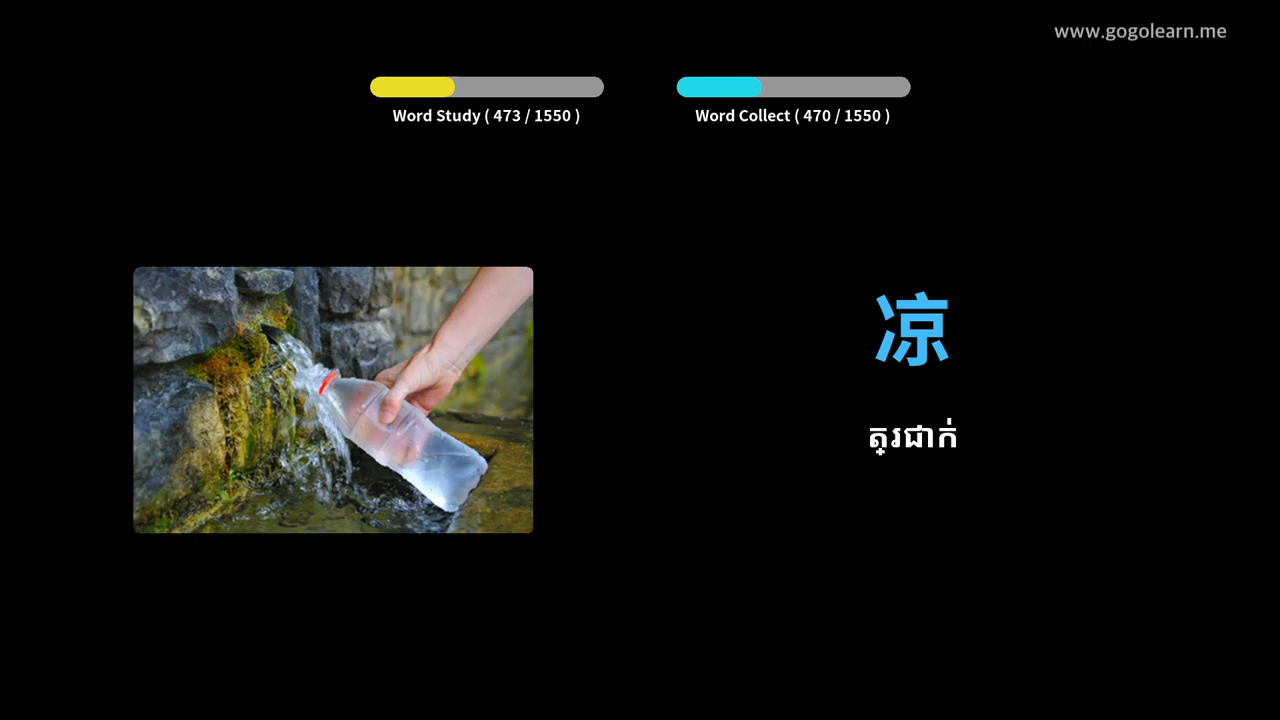 www.gogolearn.me
Word Study ( 473 / 1550 )
Word Collect ( 470 / 1550 )
凉
ត្រជាក់